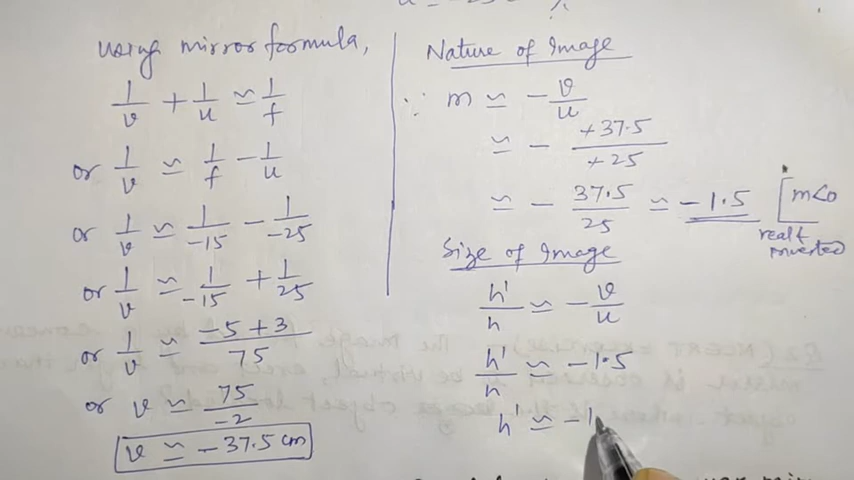 using mirror formula,
1/v + 1/u ≃ 1/f
or 1/v ≃ 1/f - 1/u
or 1/v ≃ 1/-15 - 1/-25
or 1/v ≃ 1/-15 + 1/25
or 1/v ≃ -5+3/75
or v ≃ 75/-2
v ≃ -37.5 cm
Nature of Image
∵ m ≃ - v/u
≃ - +37.5/+25
≃ - 37.5/25 ≃ -1.5 [m<0
real &
inverted
Size of Image
h'/h ≃ - v/u
h'/h ≃ -1.5
h' ≃ -1